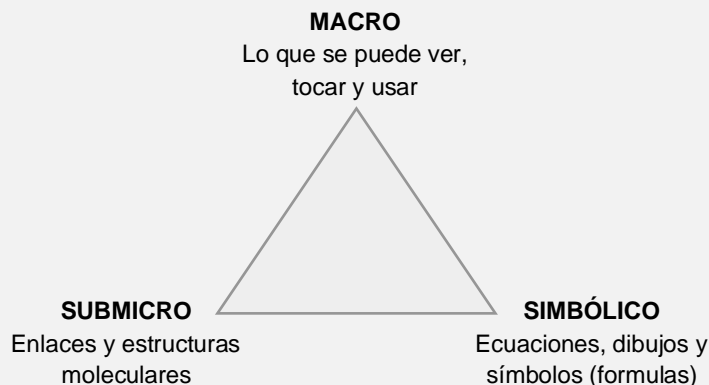 MACRO
Lo que se puede ver,
tocar y usar
SUBMICRO
Enlaces y estructuras
moleculares
SIMBÓLICO
Ecuaciones, dibujos y
símbolos (formulas)